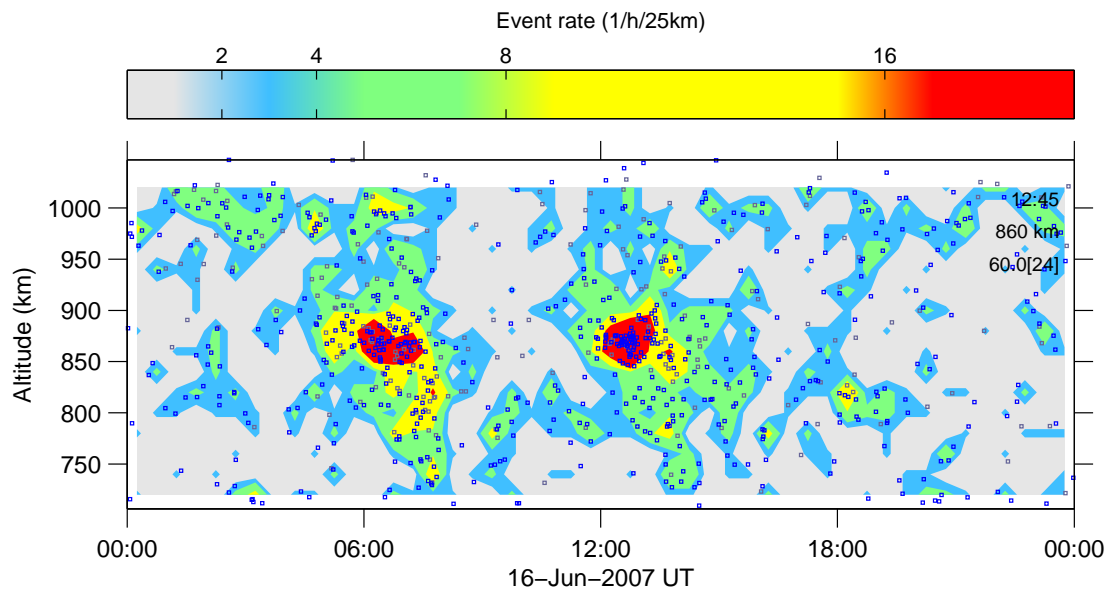 Event rate (1/h/25km)
2 4 8 16
12:45
860 km
60.0[24]
1000
950
900
850
800
750
Altitude (km)
00:00 06:00 12:00 18:00 00:00
16−Jun−2007 UT